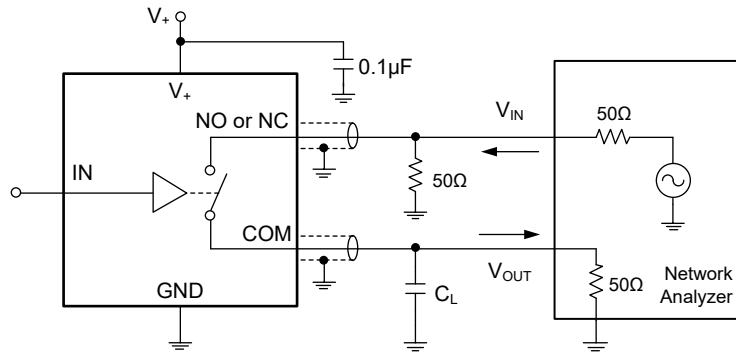 V+
0.1µF
V+
NO or NC
VIN
50Ω
50Ω
IN
COM
VOUT
CL
50Ω
Network
Analyzer
GND